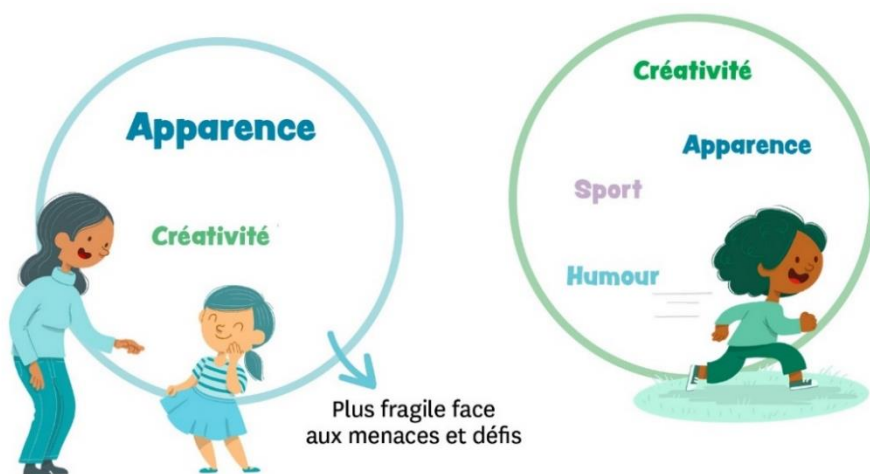 Apparence
Créativité
Plus fragile face
aux menaces et défis
Créativité
Apparence
Sport
Humour